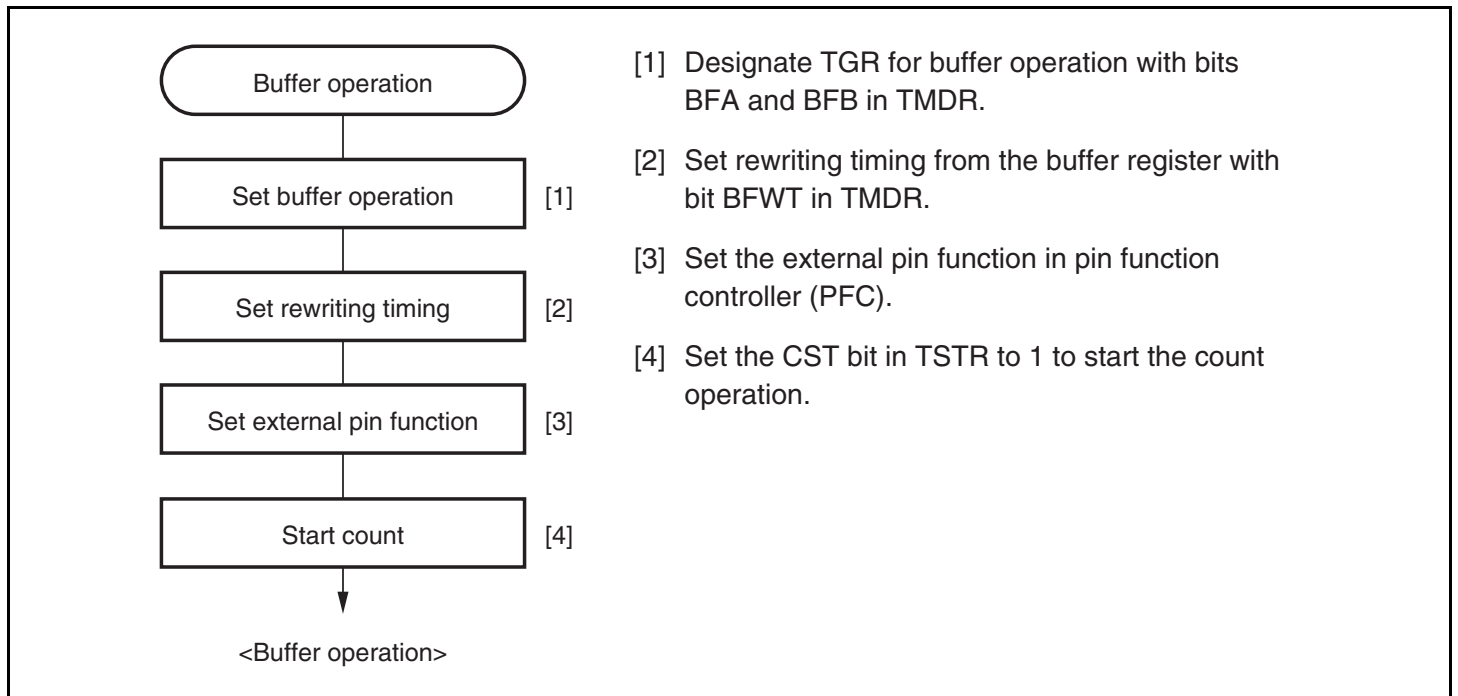 Buffer operation
Set buffer operation [1]
Set rewriting timing [2]
Set external pin function [3]
Start count [4]
<Buffer operation>
[1] Designate TGR for buffer operation with bits
BFA and BFB in TMDR.
[2] Set rewriting timing from the buffer register with
bit BFWT in TMDR.
[3] Set the external pin function in pin function
controller (PFC).
[4] Set the CST bit in TSTR to 1 to start the count
operation.